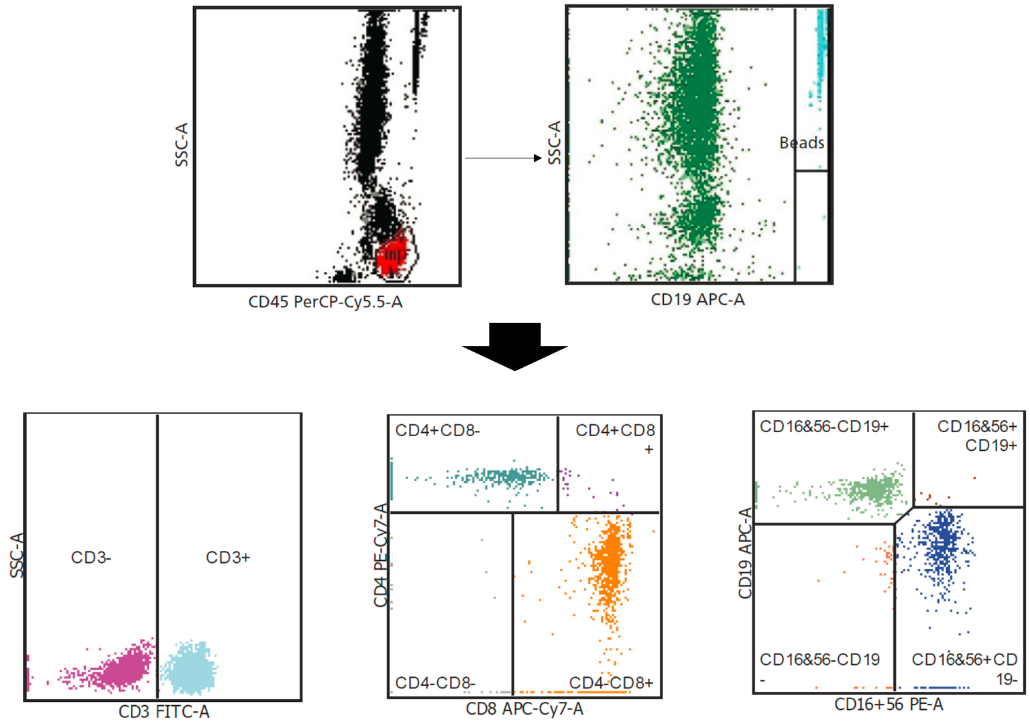 SSC-A
CD45 PerCP-Cy5.5-A
SSC-A
Beads
CD19 APC-A
SSC-A
CD3-
CD3+
CD3 FITC-A
CD4 PE-Cy7-A
CD4+CD8-
CD4+CD8
+
CD4-CD8-
CD4-CD8+
CD8 APC-Cy7-A
CD19 APC-A
CD16&56-CD19+
CD16&56+
CD19+
CD16&56-CD19
-
CD16&56+CD
19-
CD16+56 PE-A